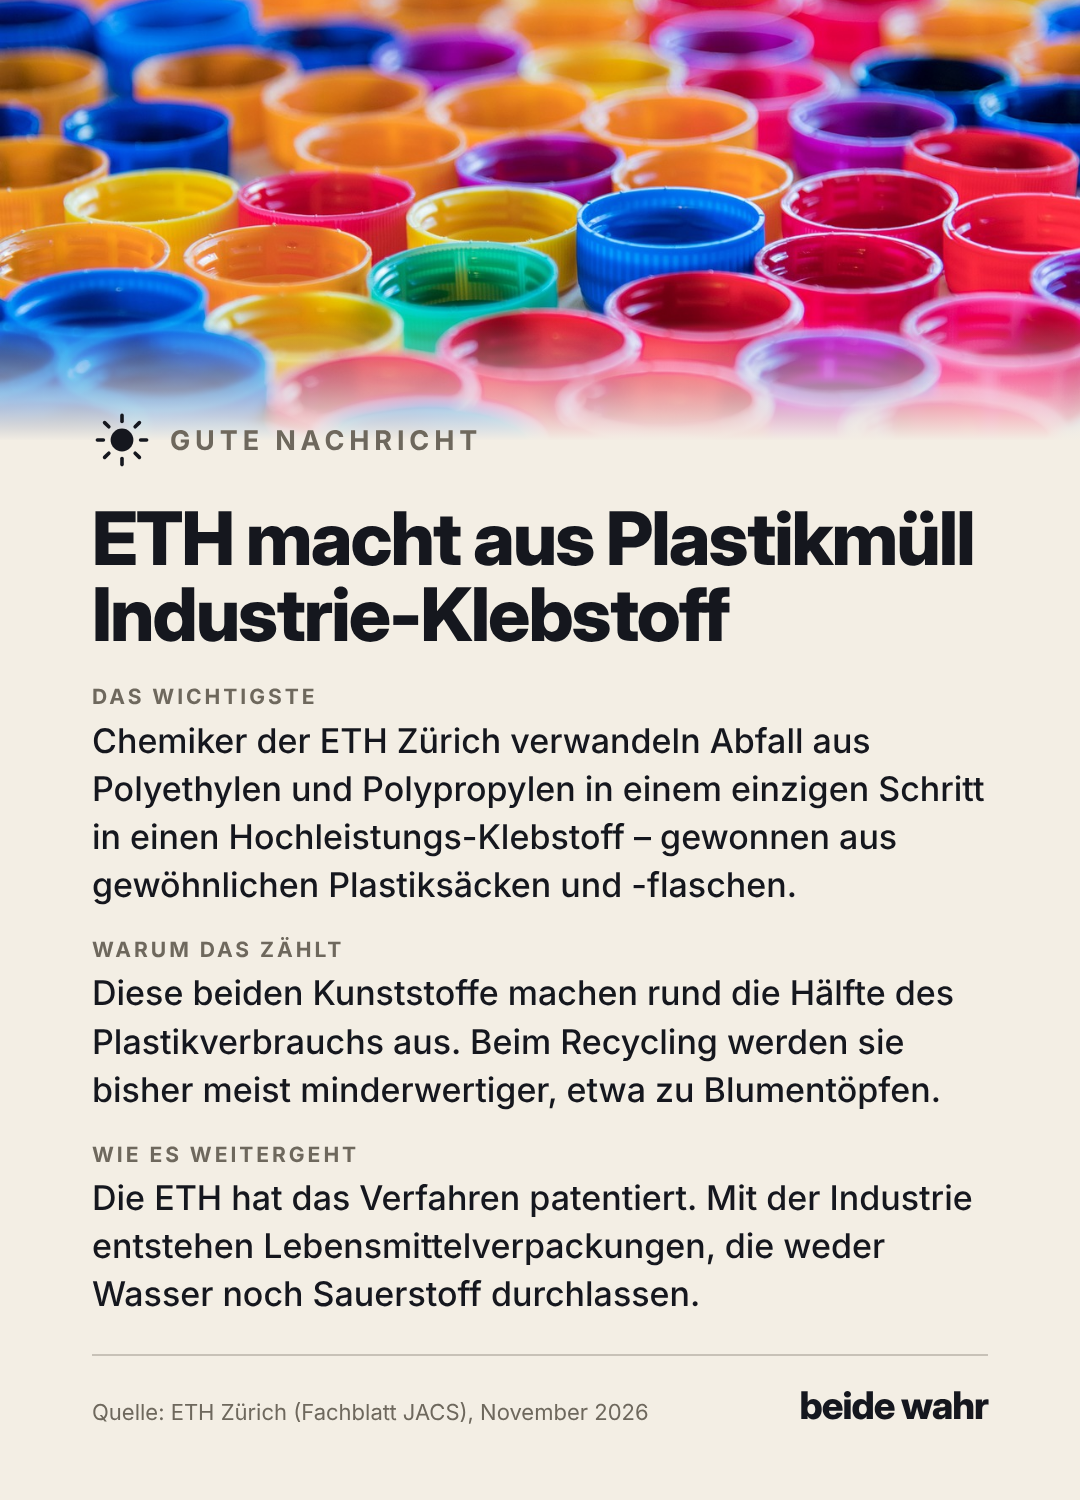 GUTE NACHRICHT
ETH macht aus Plastikmüll
Industrie-Klebstoff
DAS WICHTIGSTE
Chemiker der ETH Zürich verwandeln Abfall aus
Polyethylen und Polypropylen in einem einzigen Schritt
in einen Hochleistungs-Klebstoff – gewonnen aus
gewöhnlichen Plastiksäcken und -flaschen.
WARUM DAS ZÄHLT
Diese beiden Kunststoffe machen rund die Hälfte des
Plastikverbrauchs aus. Beim Recycling werden sie
bisher meist minderwertiger, etwa zu Blumentöpfen.
WIE ES WEITERGEHT
Die ETH hat das Verfahren patentiert. Mit der Industrie
entstehen Lebensmittelverpackungen, die weder
Wasser noch Sauerstoff durchlassen.
Quelle: ETH Zürich (Fachblatt JACS), November 2026
beide wahr